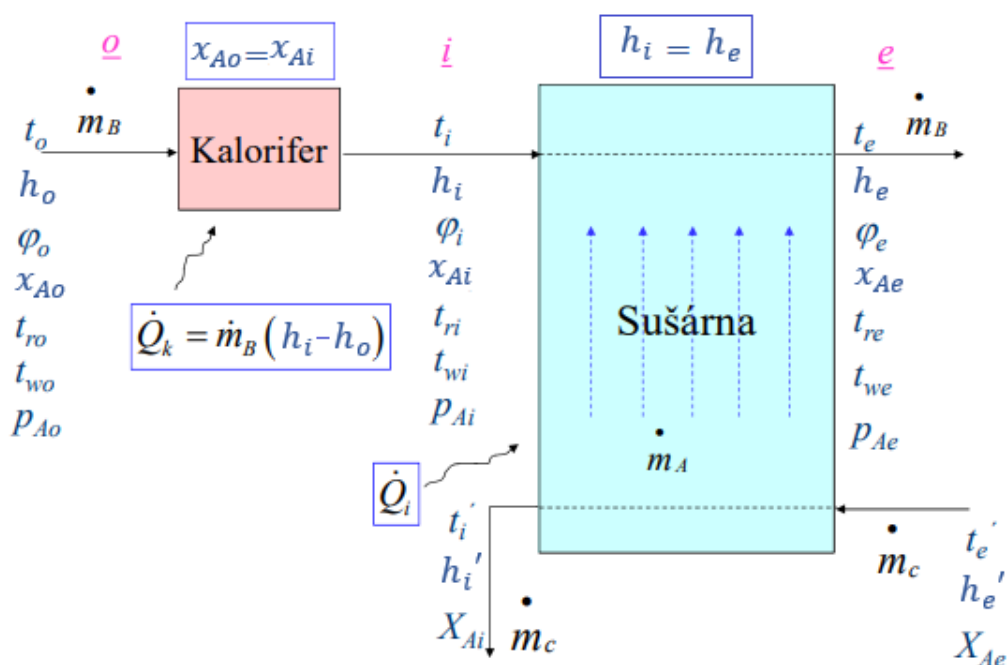 o
x_Ao = x_Ai
i
h_i = h_e
e
ṁ_B
ṁ_B
t_o
Kalorifer
t_i
t_e
h_o
h_i
h_e
φ_o
φ_i
φ_e
x_Ao
x_Ai
x_Ae
t_ro
Q̇_k = ṁ_B (h_i - h_o)
t_ri
Sušárna
t_re
t_wo
t_wi
t_we
p_Ao
p_Ai
p_Ae
ṁ_A
Q̇_i
t_i′
ṁ_c
t_e′
h_i′
h_e′
X_Ai
ṁ_c
X_Ae